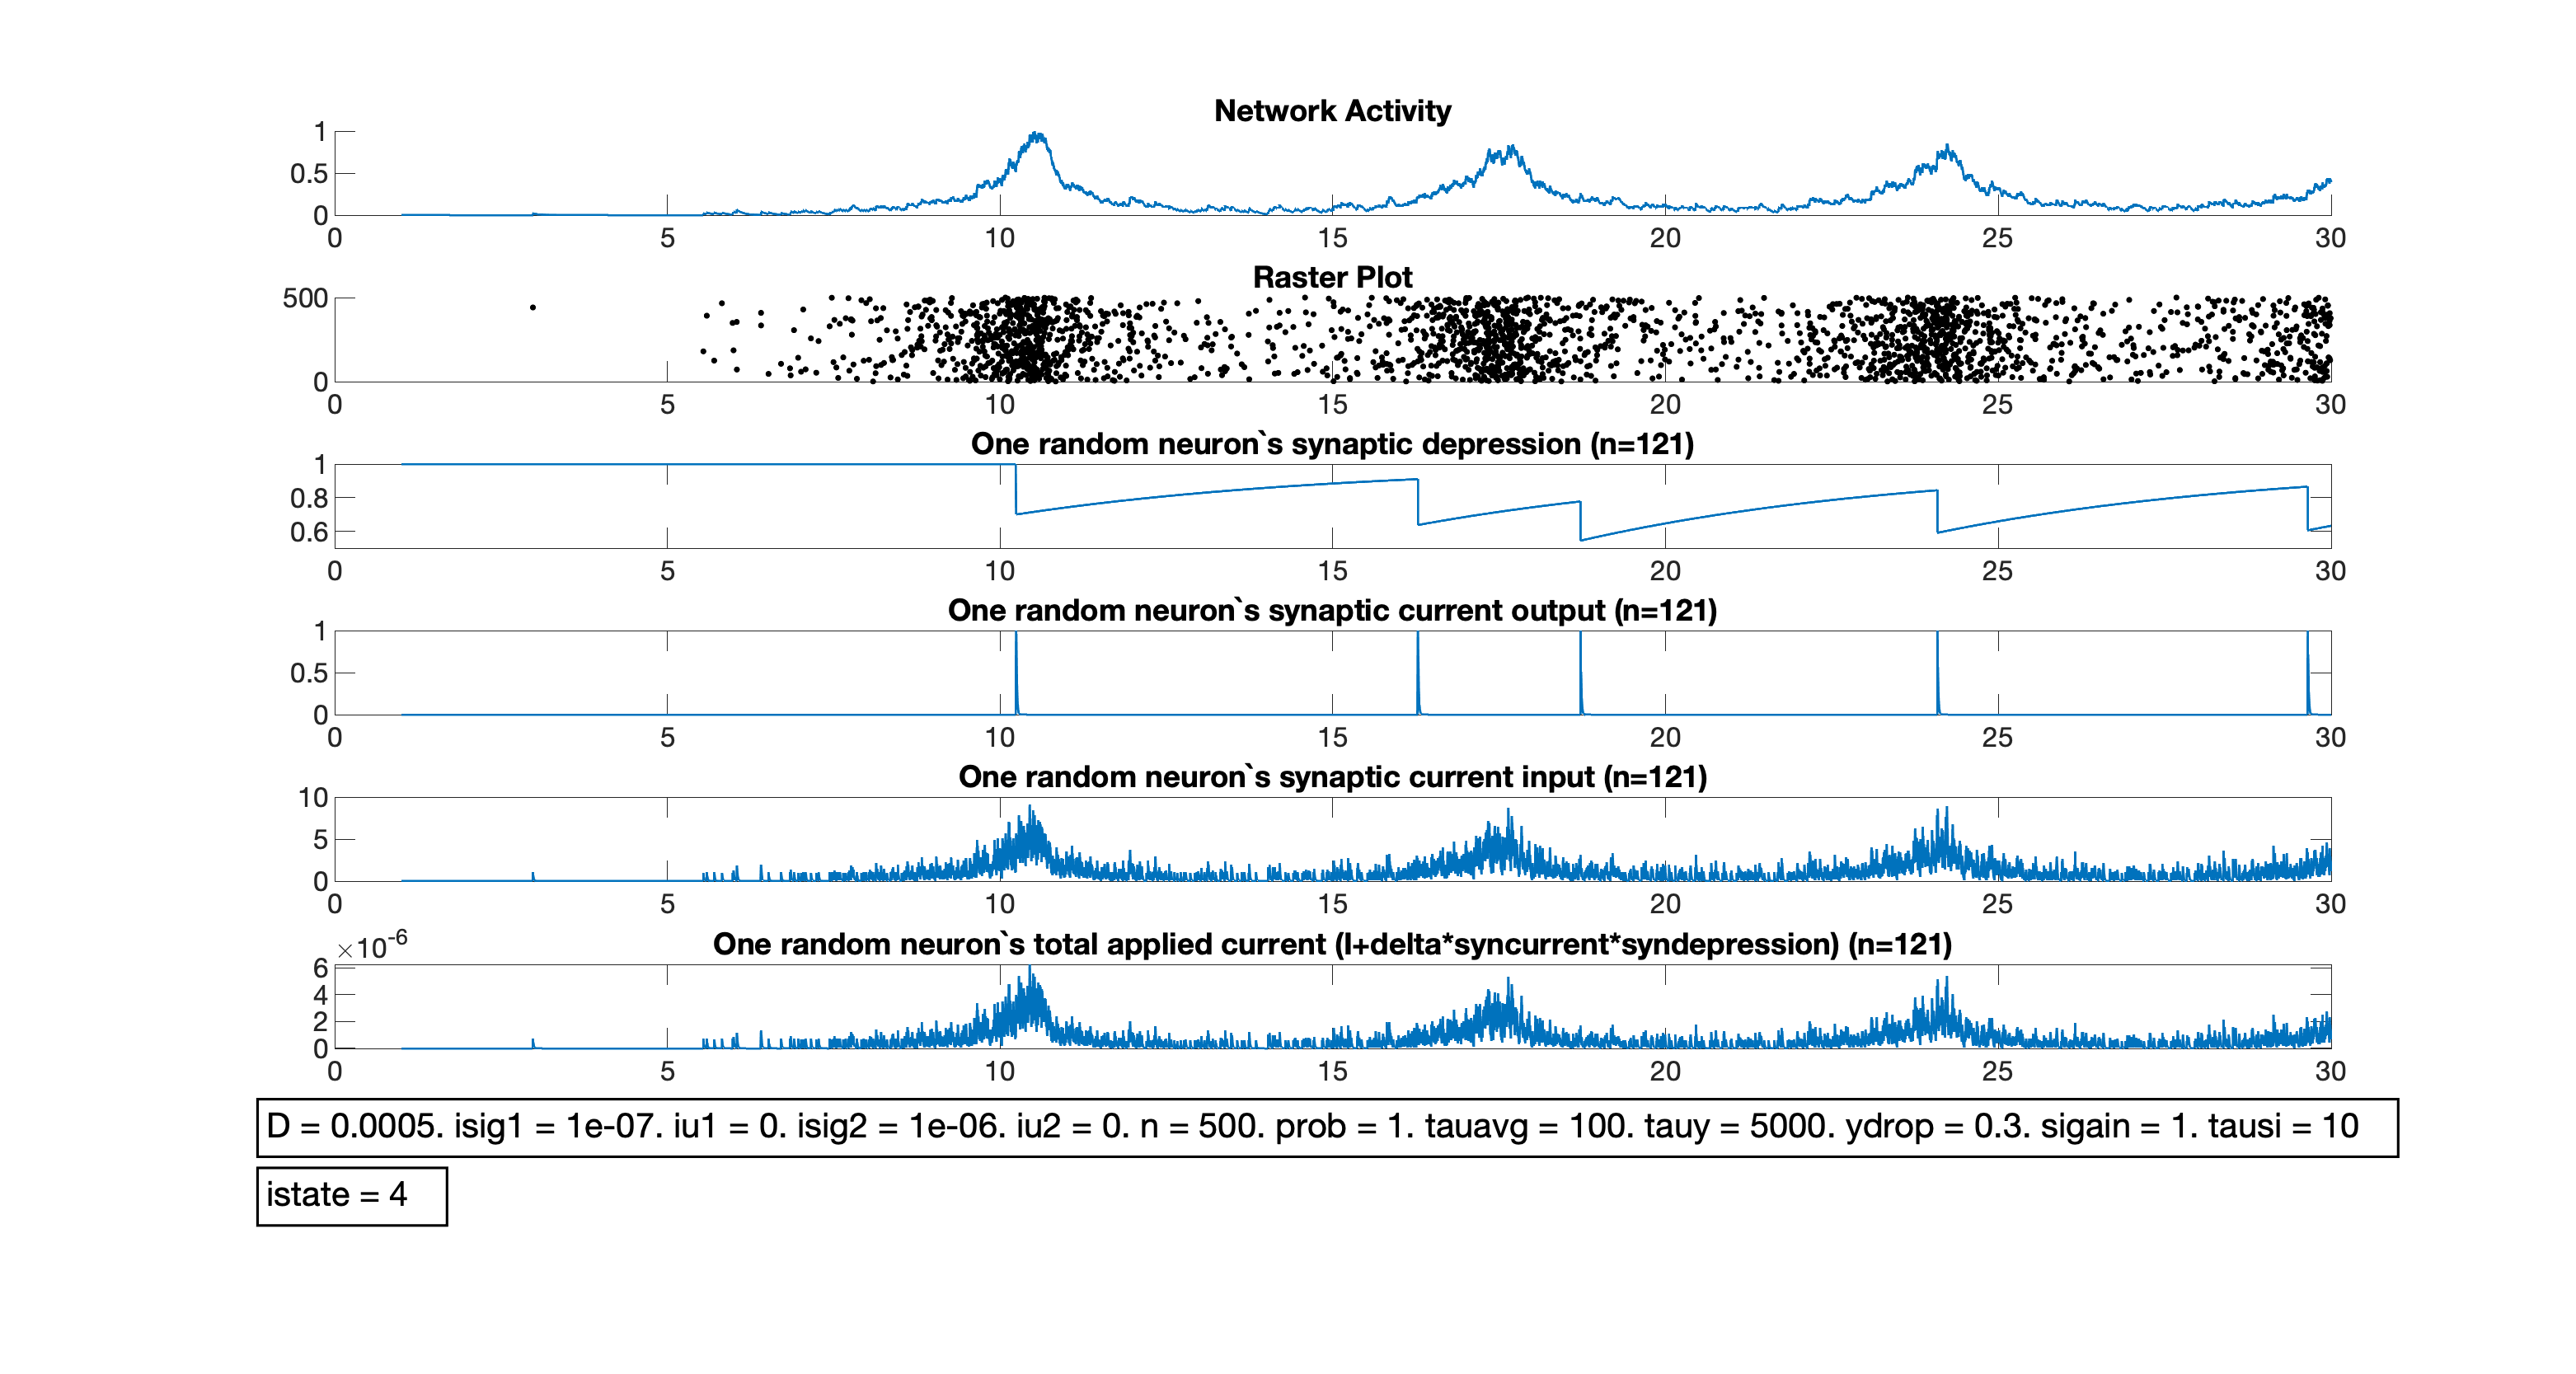 Network Activity
1
0.5
0
0 5 10 15 20 25 30
Raster Plot
500
0
0 5 10 15 20 25 30
One random neuron`s synaptic depression (n=121)
1
0.8
0.6
0 5 10 15 20 25 30
One random neuron`s synaptic current output (n=121)
1
0.5
0
0 5 10 15 20 25 30
One random neuron`s synaptic current input (n=121)
10
5
0
0 5 10 15 20 25 30
×10-6 One random neuron`s total applied current (I+delta*syncurrent*syndepression) (n=121)
6
4
2
0
0 5 10 15 20 25 30
D = 0.0005. isig1 = 1e-07. iu1 = 0. isig2 = 1e-06. iu2 = 0. n = 500. prob = 1. tauavg = 100. tauy = 5000. ydrop = 0.3. sigain = 1. tausi = 10
istate = 4